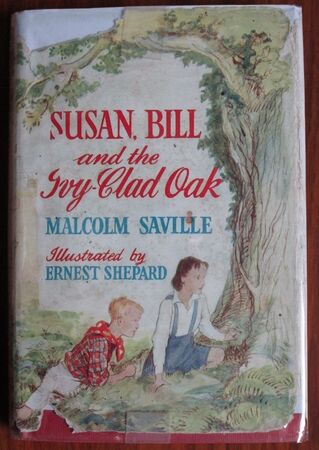 SUSAN, BILL
and the
Ivy-Clad Oak
MALCOLM SAVILLE
Illustrated by
ERNEST SHEPARD